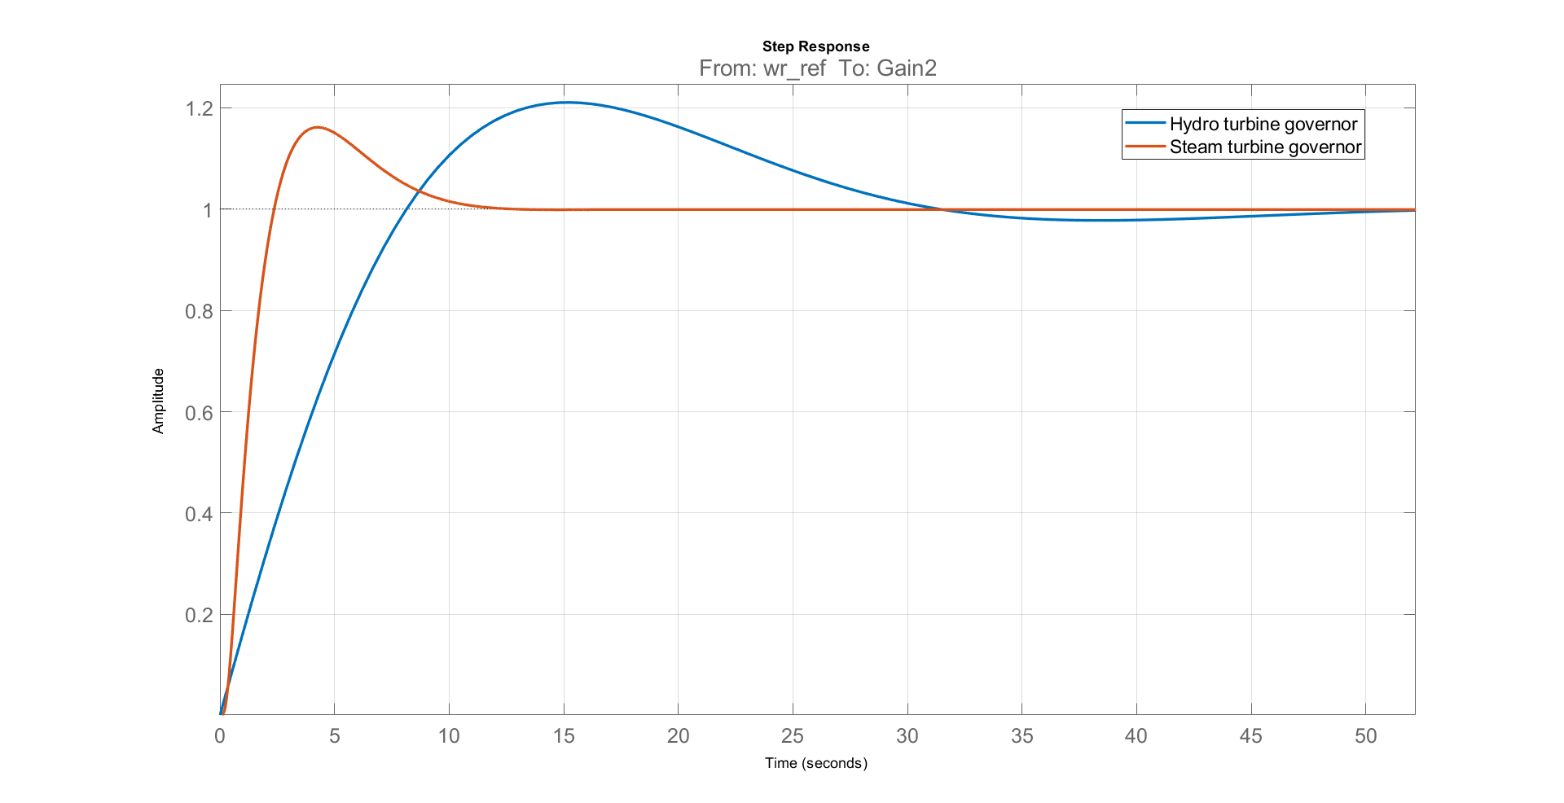 Step Response
From: wr_ref To: Gain2
Hydro turbine governor
Steam turbine governor
Amplitude
1.2
1
0.8
0.6
0.4
0.2
0 5 10 15 20 25 30 35 40 45 50
Time (seconds)